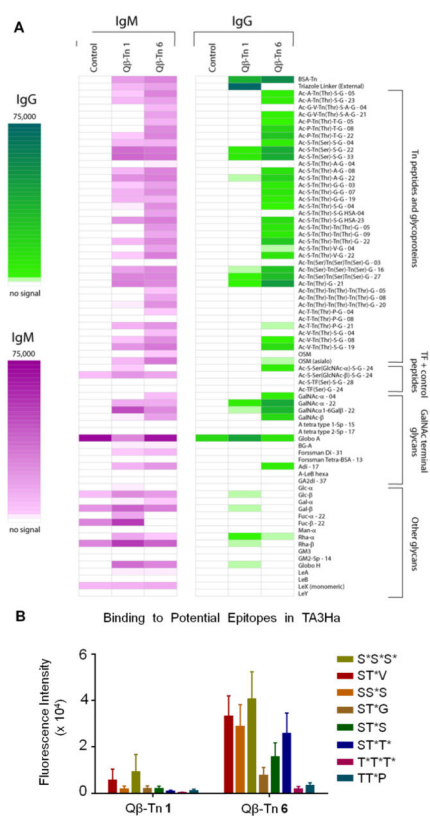 A
IgM
IgG
Control
Qβ-Tn 1
Qβ-Tn 6
Control
Qβ-Tn 1
Qβ-Tn 6
IgG
75,000
no signal
IgM
75,000
no signal
BSA-Tn
Triazole Linker (External)
Ac-A-Tn(Thr)-S-G - 05
Ac-A-Tn(Thr)-S-G - 23
Ac-G-V-Tn(Thr)-S-A-G - 04
Ac-G-V-Tn(Thr)-S-A-G - 21
Ac-P-Tn(Thr)-T-G - 05
Ac-P-Tn(Thr)-T-G - 08
Ac-P-Tn(Thr)-T-G - 22
Ac-S-Tn(Ser)-S-G - 04
Ac-S-Tn(Ser)-S-G - 22
Ac-S-Tn(Ser)-S-G - 33
Ac-S-Tn(Thr)-A-G - 04
Ac-S-Tn(Thr)-A-G - 08
Ac-S-Tn(Thr)-A-G - 22
Ac-S-Tn(Thr)-G-G - 03
Ac-S-Tn(Thr)-G-G - 07
Ac-S-Tn(Thr)-G-G - 19
Ac-S-Tn(Thr)-S-G - 04
Ac-S-Tn(Thr)-S-G HSA-04
Ac-S-Tn(Thr)-S-G HSA-23
Ac-S-Tn(Thr)-Tn(Thr)-G - 05
Ac-S-Tn(Thr)-Tn(Thr)-G - 09
Ac-S-Tn(Thr)-Tn(Thr)-G - 22
Ac-S-Tn(Thr)-V-G - 04
Ac-S-Tn(Thr)-V-G - 22
Ac-Tn(Ser)Tn(Ser)Tn(Ser)-G - 03
Ac-Tn(Ser)-Tn(Ser)-Tn(Ser)-G - 16
Ac-Tn(Ser)-Tn(Ser)-Tn(Ser)-G - 27
Ac-Tn(Thr)-G - 21
Ac-Tn(Thr)-Tn(Thr)-Tn(Thr)-G - 05
Ac-Tn(Thr)-Tn(Thr)-Tn(Thr)-G - 08
Ac-Tn(Thr)-Tn(Thr)-Tn(Thr)-G - 20
Ac-T-Tn(Thr)-P-G - 04
Ac-T-Tn(Thr)-P-G - 08
Ac-T-Tn(Thr)-P-G - 21
Ac-V-Tn(Thr)-S-G - 04
Ac-V-Tn(Thr)-S-G - 08
Ac-V-Tn(Thr)-S-G - 19
OSM
OSM (asialo)
Ac-S-Ser(GlcNAc-α)-S-G - 24
Ac-S-Ser(GlcNAc-β)-S-G - 24
Ac-S-TF(Ser)-S-G - 28
Ac-TF(Ser)-G - 24
GalNAc-α - 04
GalNAc-α - 22
GalNAcα1-6Galβ - 22
GalNAc-β
A tetra type 1-Sp - 15
A tetra type 2-Sp - 17
Globo A
BG-A
Forssman Di - 31
Forssman Tetra-BSA - 13
Adi - 17
A-LeB hexa
GA2di - 37
Glc-α
Glc-β
Gal-α
Gal-β
Fuc-α - 22
Fuc-β - 22
Man-α
Rha-α
Rha-β
GM3
GM2-Sp - 14
Globo H
LeA
LeB
LeX (monomeric)
LeY
Tn peptides and glycoproteins
TF + control
peptides
GalNAc terminal
glycans
Other glycans
B
Binding to Potential Epitopes in TA3Ha
Fluorescence Intensity
(x 10⁴)
6
4
2
0
Qβ-Tn 1
Qβ-Tn 6
S*S*S*
ST*V
SS*S
ST*G
ST*S
ST*T*
T*T*T*
TT*P